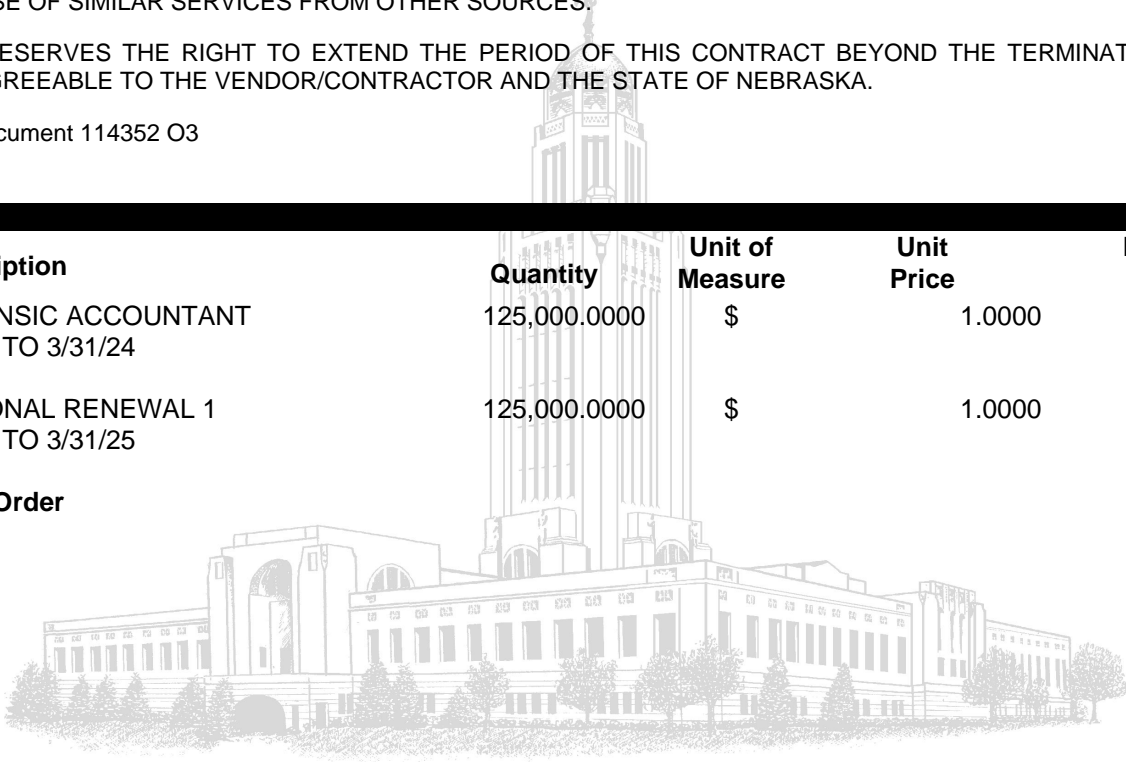 SE OF SIMILAR SERVICES FROM OTHER SOURCES.
ESERVES THE RIGHT TO EXTEND THE PERIOD OF THIS CONTRACT BEYOND THE TERMINAT
GREEABLE TO THE VENDOR/CONTRACTOR AND THE STATE OF NEBRASKA.
cument 114352 O3
iption Quantity Unit of Measure Unit Price
NSIC ACCOUNTANT 125,000.0000 $ 1.0000
TO 3/31/24
ONAL RENEWAL 1 125,000.0000 $ 1.0000
TO 3/31/25
Order